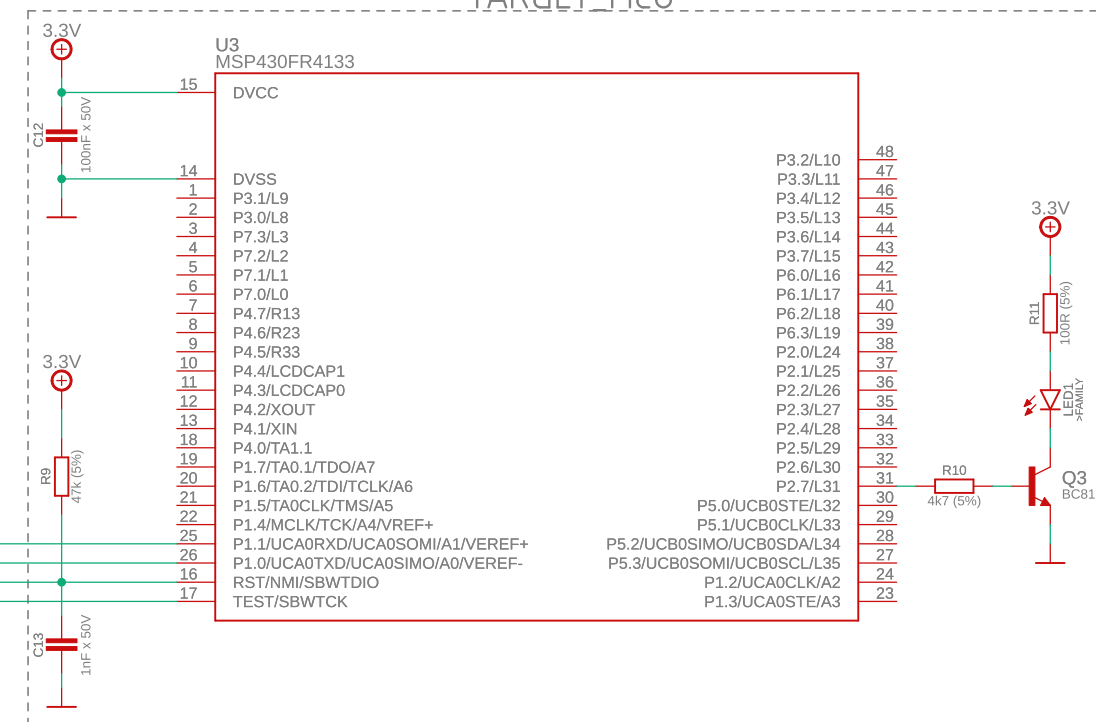 TARGET_MCU
3.3V
U3
MSP430FR4133
15
DVCC
C12
100nF x 50V
14
DVSS
1
P3.1/L9
2
P3.0/L8
3
P7.3/L3
4
P7.2/L2
5
P7.1/L1
6
P7.0/L0
7
P4.7/R13
8
P4.6/R23
9
P4.5/R33
10
P4.4/LCDCAP1
11
P4.3/LCDCAP0
12
P4.2/XOUT
13
P4.1/XIN
18
P4.0/TA1.1
19
P1.7/TA0.1/TDO/A7
20
P1.6/TA0.2/TDI/TCLK/A6
21
P1.5/TA0CLK/TMS/A5
22
P1.4/MCLK/TCK/A4/VREF+
25
P1.1/UCA0RXD/UCA0SOMI/A1/VEREF+
26
P1.0/UCA0TXD/UCA0SIMO/A0/VEREF-
16
RST/NMI/SBWTDIO
17
TEST/SBWTCK
3.3V
R9
47k (5%)
C13
1nF x 50V
P3.2/L10
48
P3.3/L11
47
P3.4/L12
46
P3.5/L13
45
P3.6/L14
44
P3.7/L15
43
P6.0/L16
42
P6.1/L17
41
P6.2/L18
40
P6.3/L19
39
P2.0/L24
38
P2.1/L25
37
P2.2/L26
36
P2.3/L27
35
P2.4/L28
34
P2.5/L29
33
P2.6/L30
32
P2.7/L31
31
P5.0/UCB0STE/L32
30
P5.1/UCB0CLK/L33
29
P5.2/UCB0SIMO/UCB0SDA/L34
28
P5.3/UCB0SOMI/UCB0SCL/L35
27
P1.2/UCA0CLK/A2
24
P1.3/UCA0STE/A3
23
3.3V
R11
100R (5%)
LED1
>FAMILY
R10
4k7 (5%)
Q3
BC81